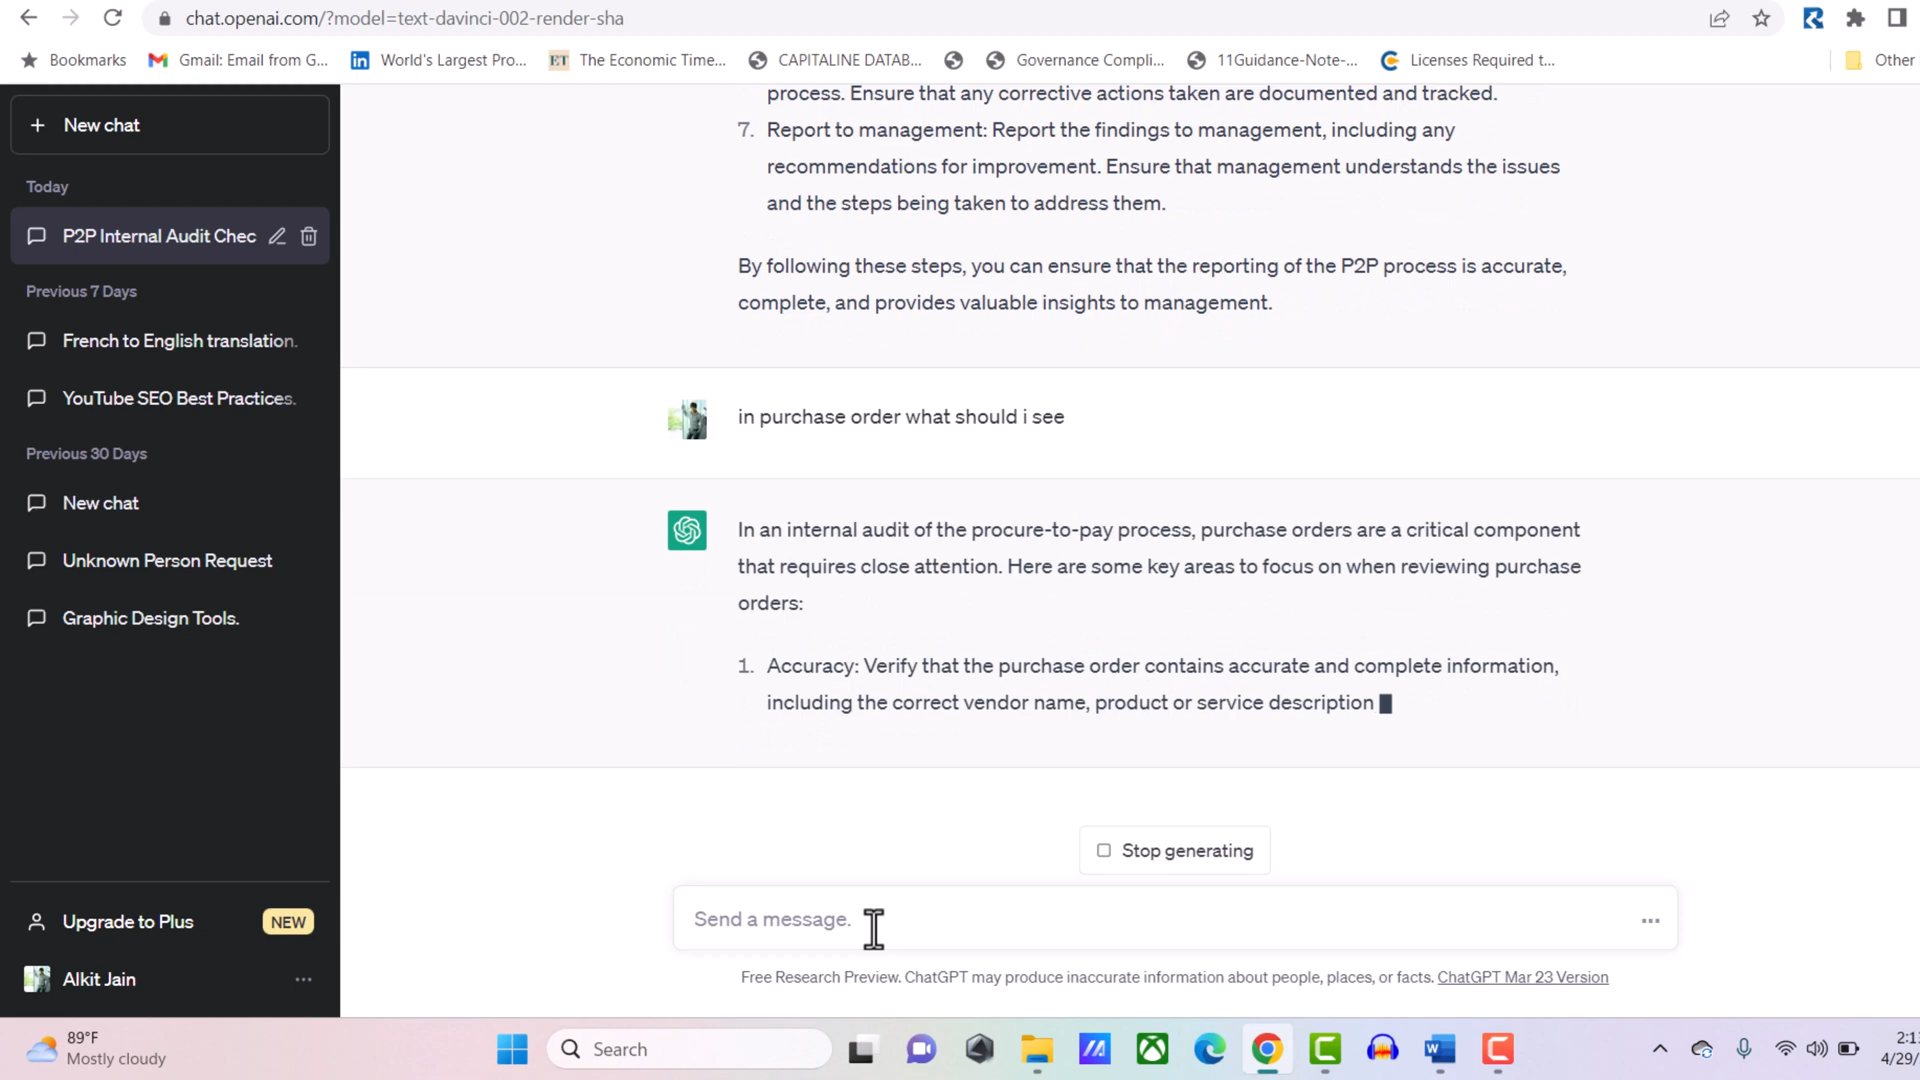 chat.openai.com/?model=text-davinci-002-render-sha
Bookmarks
Gmail: Email from G...
World's Largest Pro...
ET
The Economic Time...
CAPITALINE DATAB...
Governance Compli...
11Guidance-Note-...
Licenses Required t...
Other
New chat
Today
P2P Internal Audit Chec
Previous 7 Days
French to English translation.
YouTube SEO Best Practices.
Previous 30 Days
New chat
Unknown Person Request
Graphic Design Tools.
Upgrade to Plus
NEW
Alkit Jain
process. Ensure that any corrective actions taken are documented and tracked.
7. Report to management: Report the findings to management, including any
recommendations for improvement. Ensure that management understands the issues
and the steps being taken to address them.
By following these steps, you can ensure that the reporting of the P2P process is accurate,
complete, and provides valuable insights to management.
in purchase order what should i see
In an internal audit of the procure-to-pay process, purchase orders are a critical component
that requires close attention. Here are some key areas to focus on when reviewing purchase
orders:
1. Accuracy: Verify that the purchase order contains accurate and complete information,
including the correct vendor name, product or service description
Stop generating
Send a message.
Free Research Preview. ChatGPT may produce inaccurate information about people, places, or facts. ChatGPT Mar 23 Version
89°F
Mostly cloudy
Search
2:1
4/29/